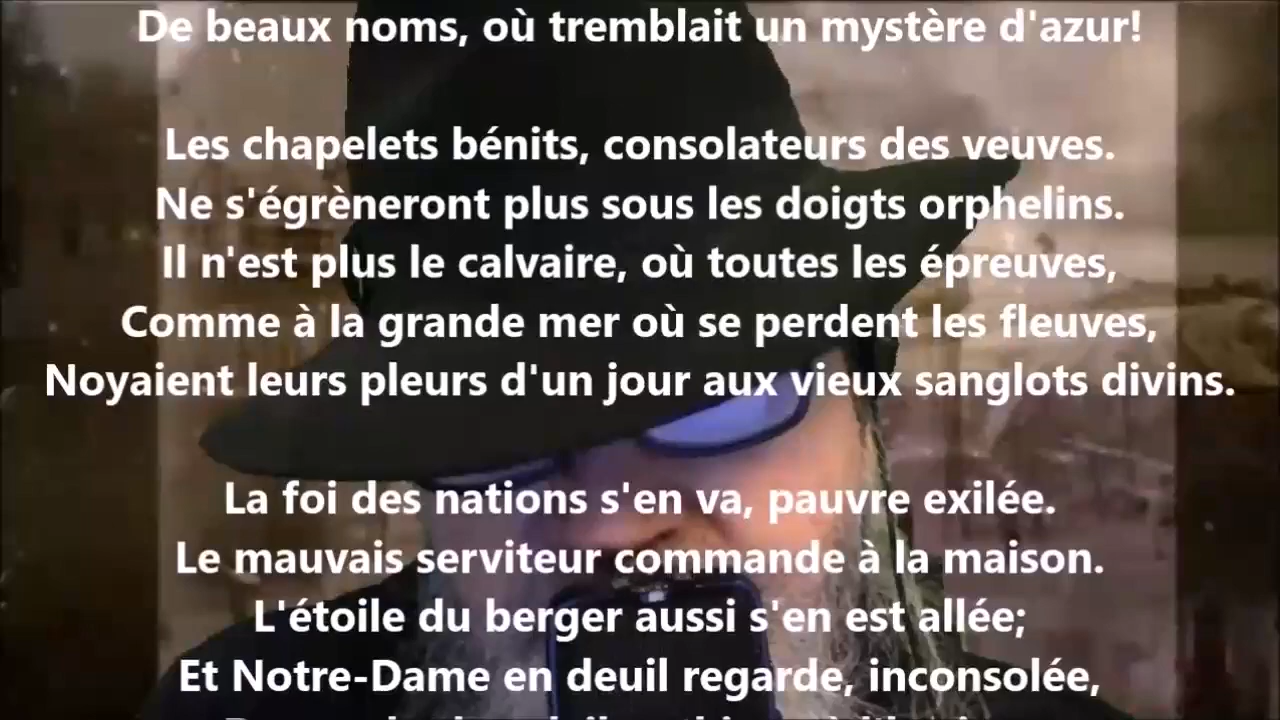 De beaux noms, où tremblait un mystère d'azur!
Les chapelets bénits, consolateurs des veuves.
Ne s'égrèneront plus sous les doigts orphelins.
Il n'est plus le calvaire, où toutes les épreuves,
Comme à la grande mer où se perdent les fleuves,
Noyaient leurs pleurs d'un jour aux vieux sanglots divins.
La foi des nations s'en va, pauvre exilée.
Le mauvais serviteur commande à la maison.
L'étoile du berger aussi s'en est allée;
Et Notre-Dame en deuil regarde, inconsolée,